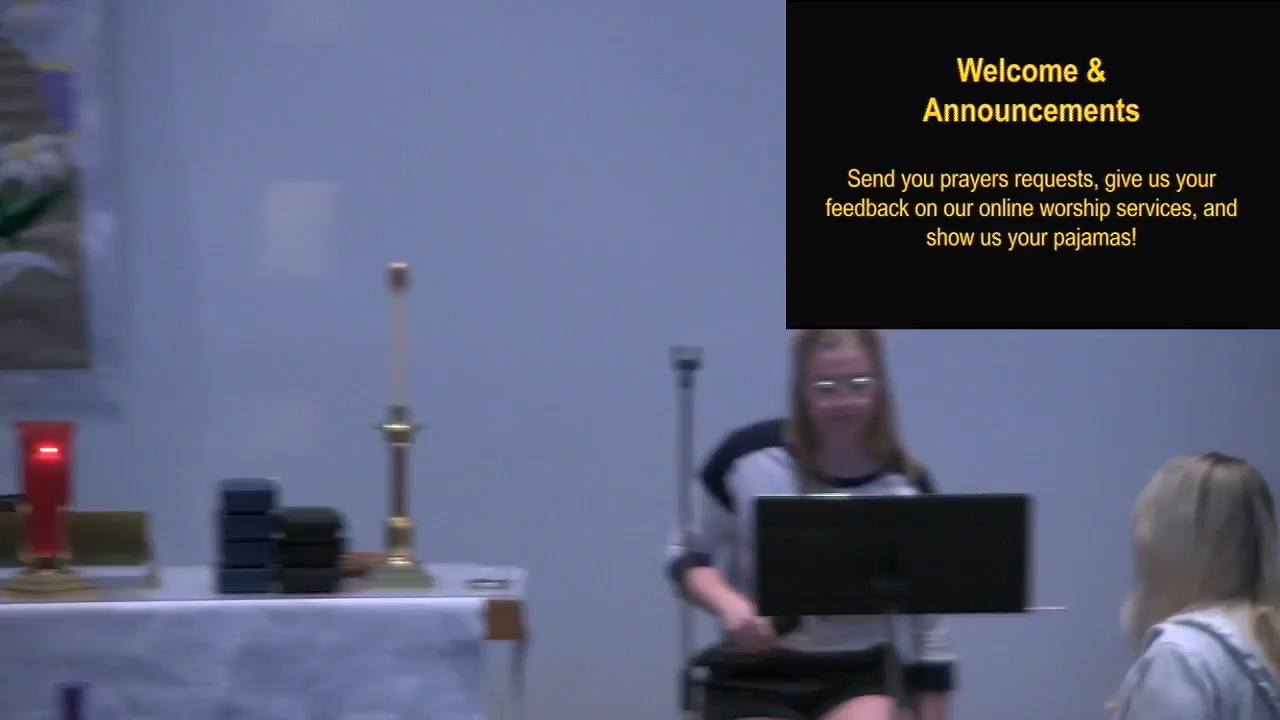 Welcome &
Announcements
Send you prayers requests, give us your
feedback on our online worship services, and
show us your pajamas!